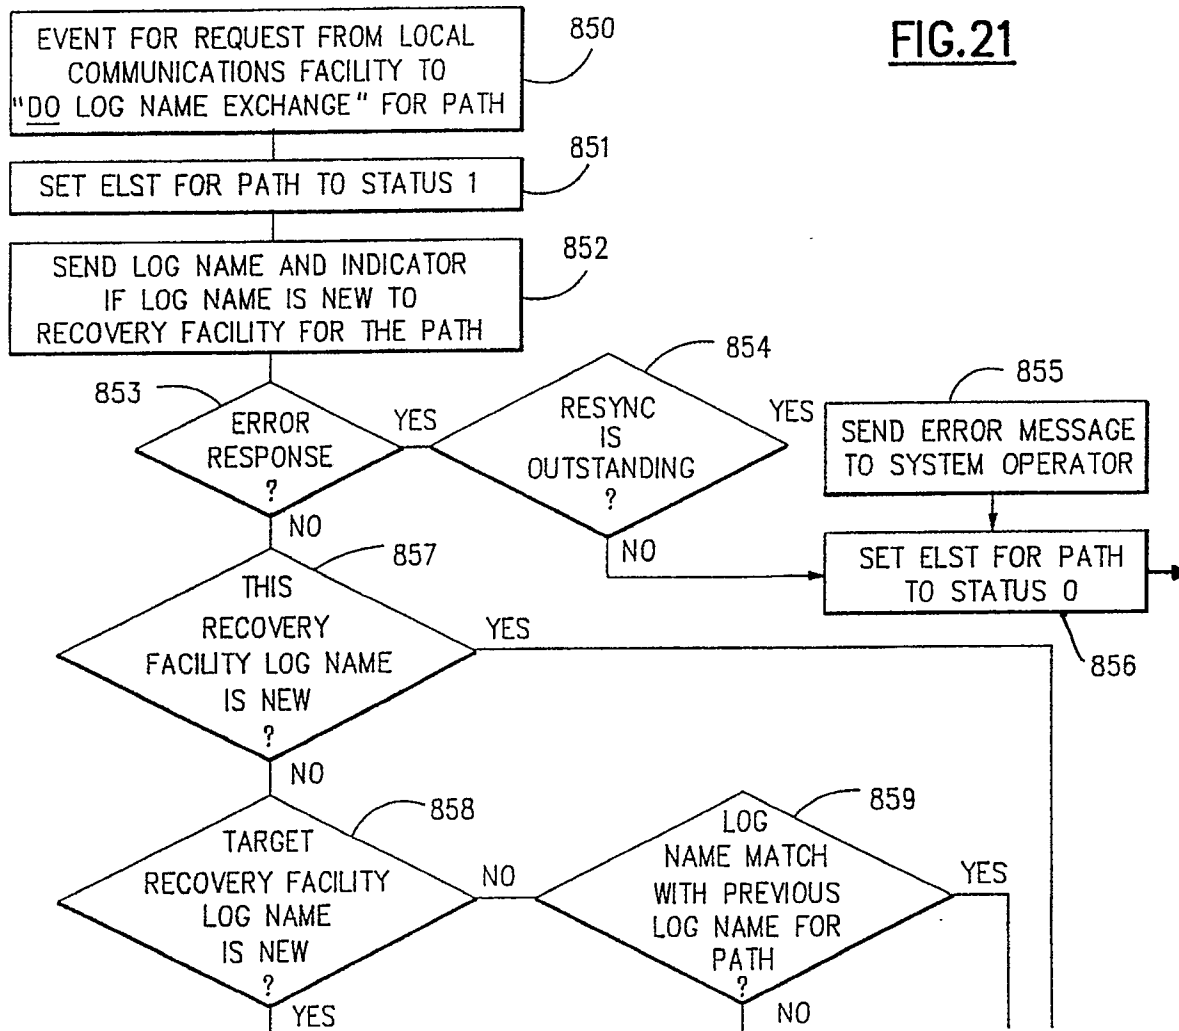 FIG.21
EVENT FOR REQUEST FROM LOCAL
COMMUNICATIONS FACILITY TO
"DO LOG NAME EXCHANGE" FOR PATH
850
SET ELST FOR PATH TO STATUS 1
851
SEND LOG NAME AND INDICATOR
IF LOG NAME IS NEW TO
RECOVERY FACILITY FOR THE PATH
852
853
ERROR
RESPONSE
?
YES
NO
854
RESYNC
IS
OUTSTANDING
?
YES
NO
855
SEND ERROR MESSAGE
TO SYSTEM OPERATOR
SET ELST FOR PATH
TO STATUS 0
856
857
THIS
RECOVERY
FACILITY LOG NAME
IS NEW
?
YES
NO
858
TARGET
RECOVERY FACILITY
LOG NAME
IS NEW
?
NO
YES
859
LOG
NAME MATCH
WITH PREVIOUS
LOG NAME FOR
PATH
?
YES
NO